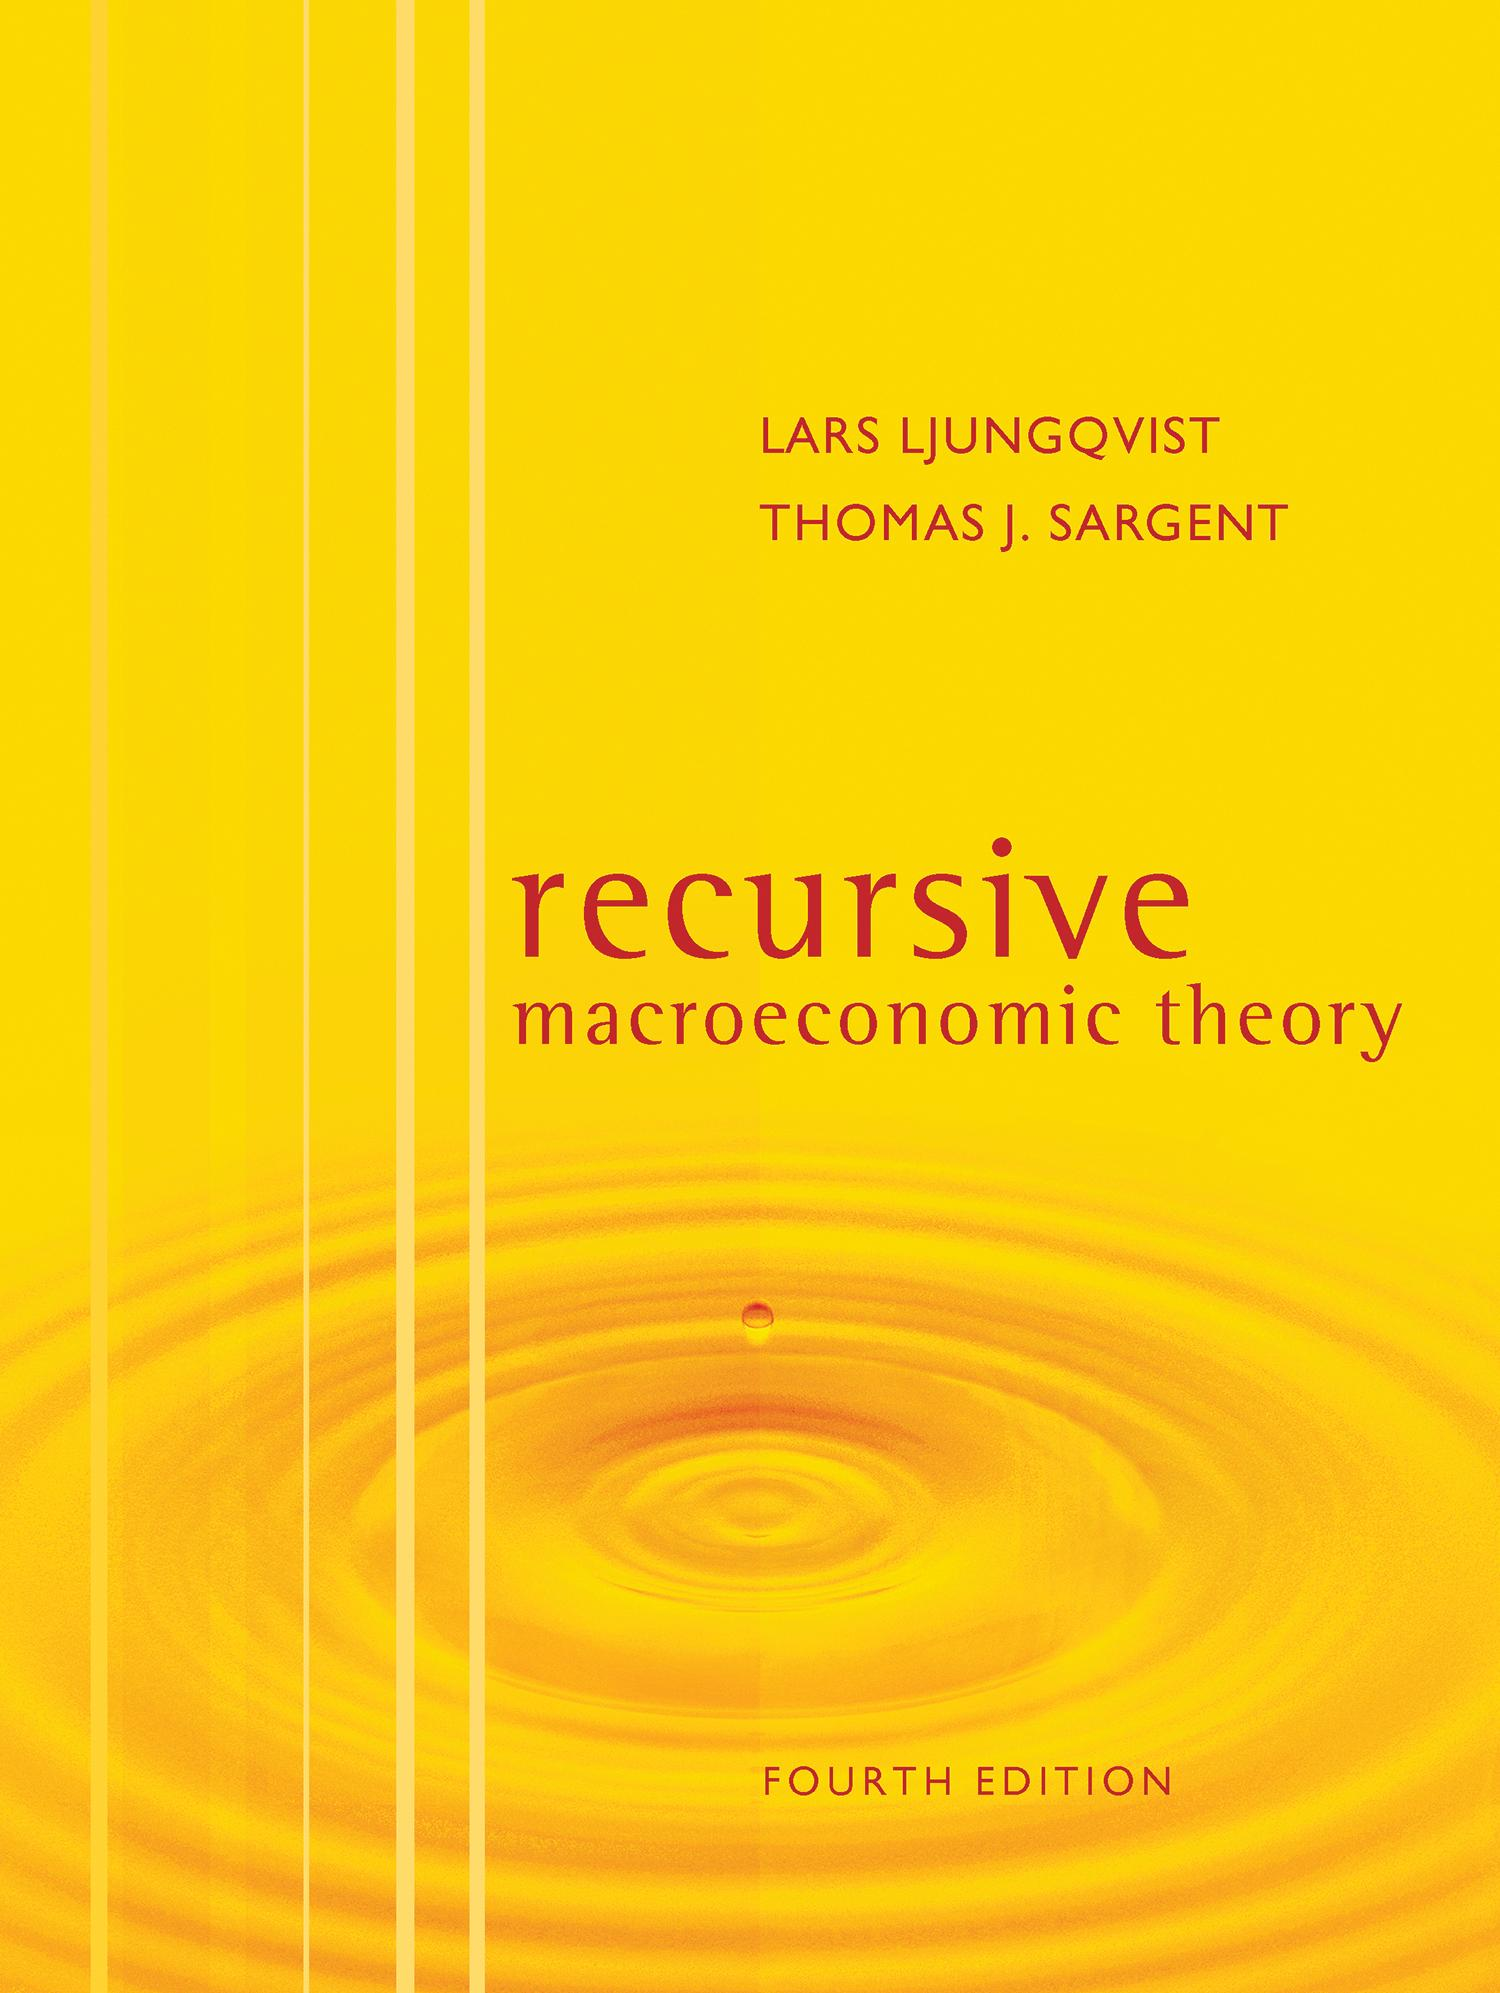 LARS LJUNGQVIST
THOMAS J. SARGENT
recursive
macroeconomic theory
FOURTH EDITION